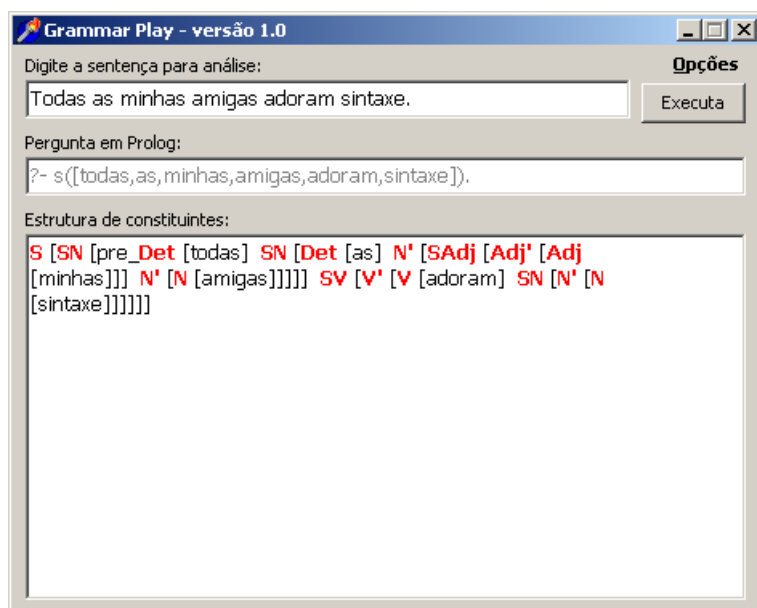 Grammar Play - versão 1.0
Digite a sentença para análise:
Opções
Todas as minhas amigas adoram sintaxe.
Executa
Pergunta em Prolog:
?- s([todas,as,minhas,amigas,adoram,sintaxe]).
Estrutura de constituintes:
S [SN [pre_Det [todas] SN [Det [as] N' [SAdj [Adj' [Adj
[minhas]]] N' [N [amigas]]]]] SV [V' [V [adoram] SN [N' [N
[sintaxe]]]]]]